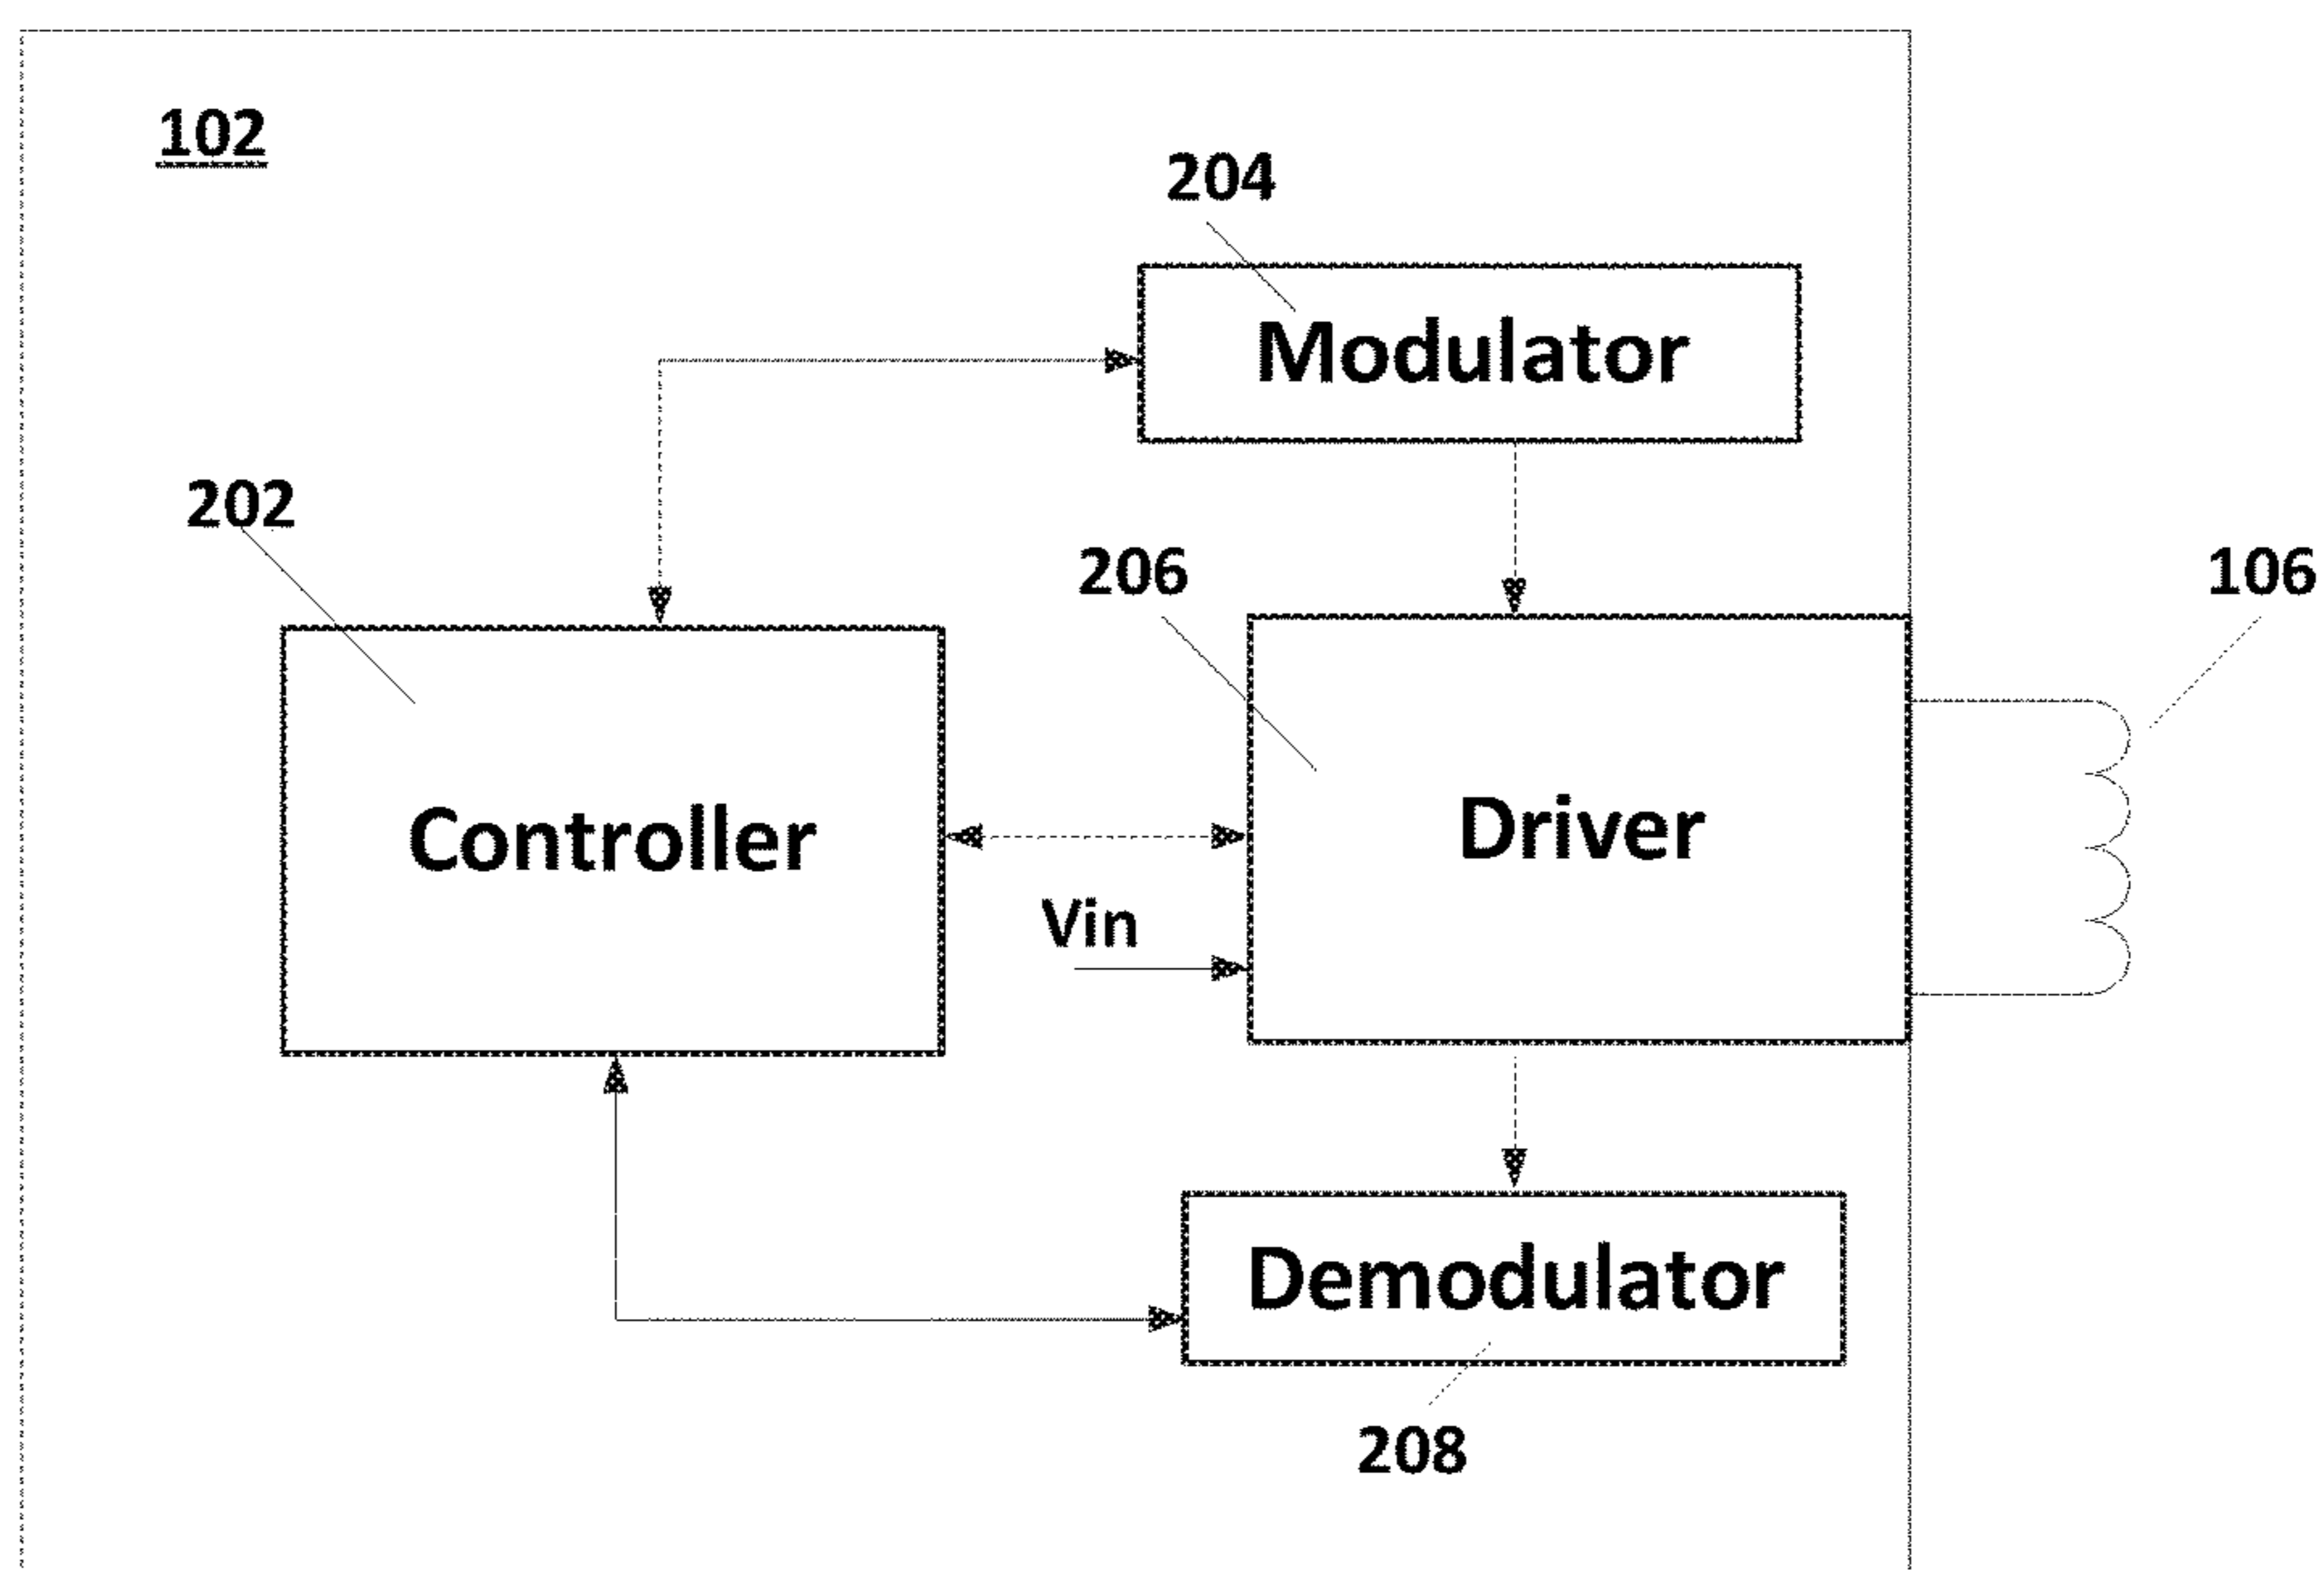 102
204
Modulator
202
206
106
Controller
Driver
Vin
Demodulator
208